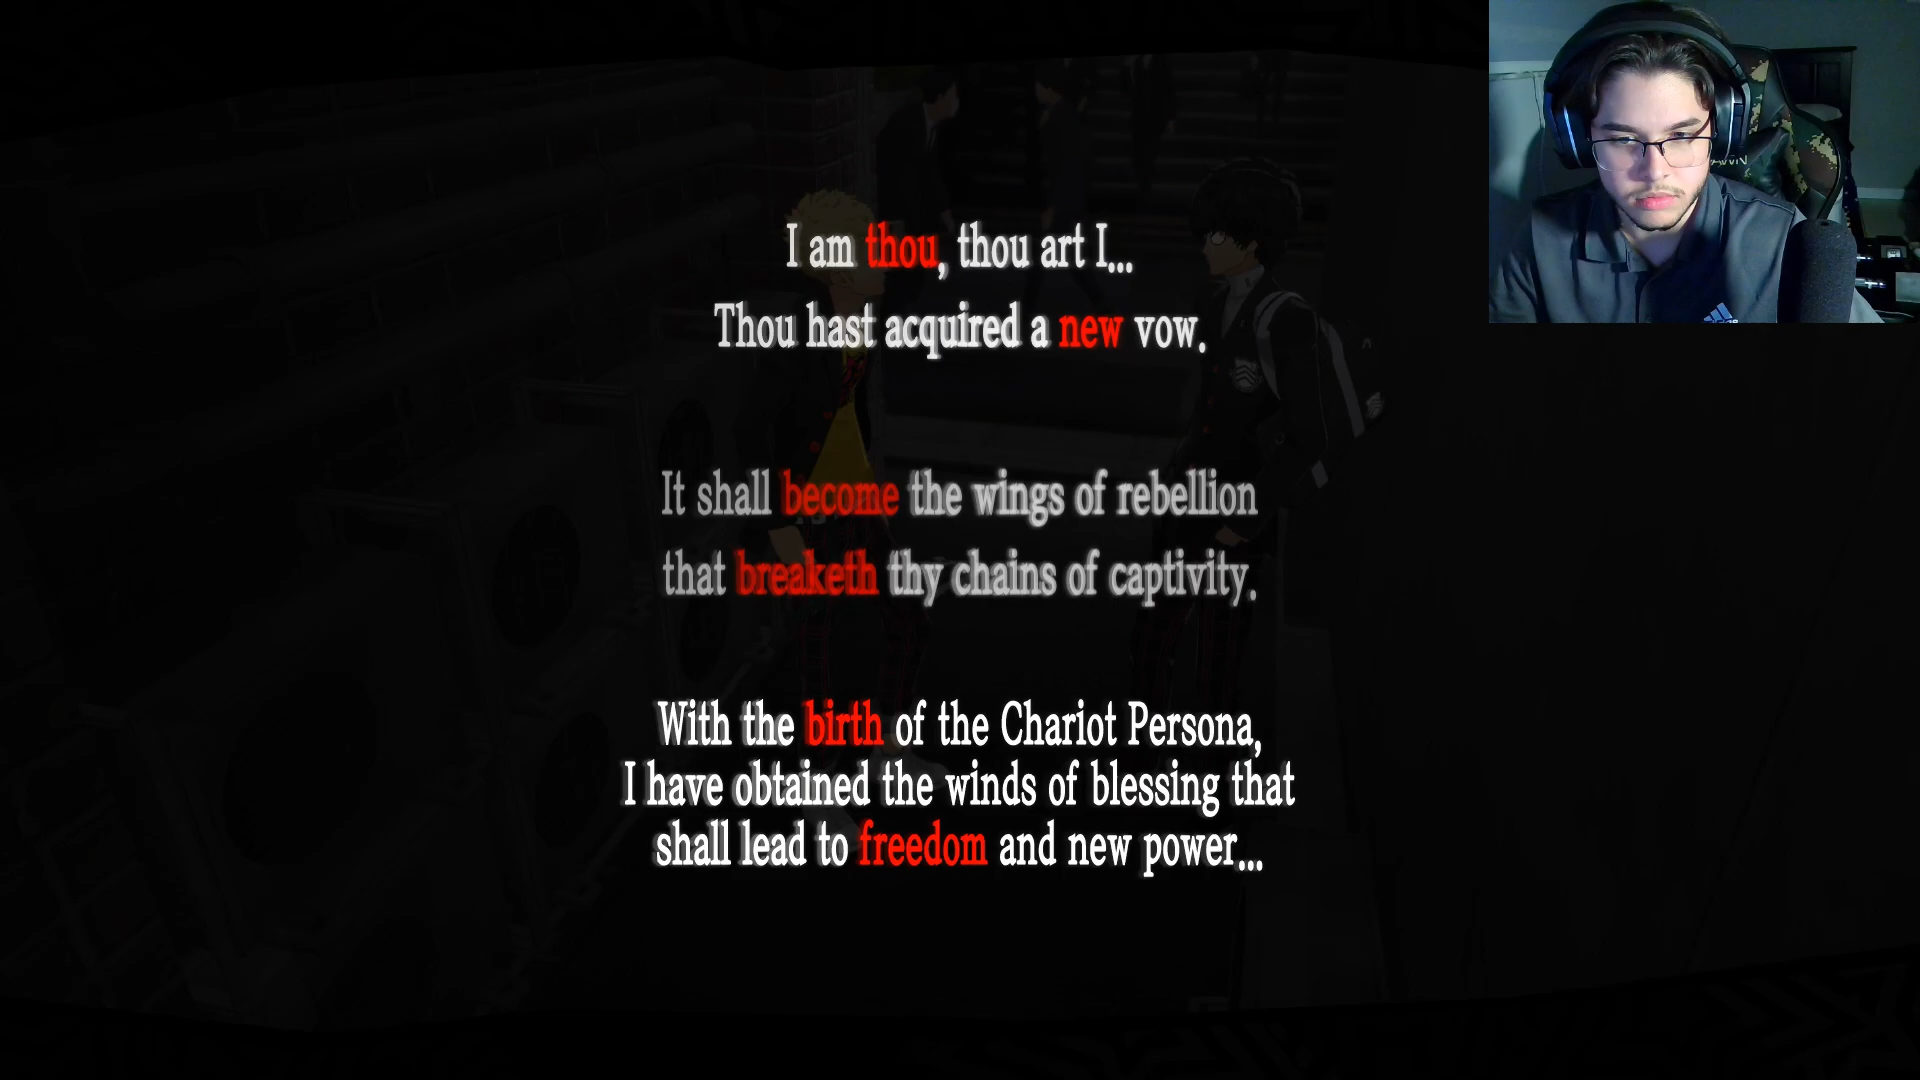 I am thou, thou art I...
Thou hast acquired a new vow.
It shall become the wings of rebellion
that breaketh thy chains of captivity.
With the birth of the Chariot Persona,
I have obtained the winds of blessing that
shall lead to freedom and new power...